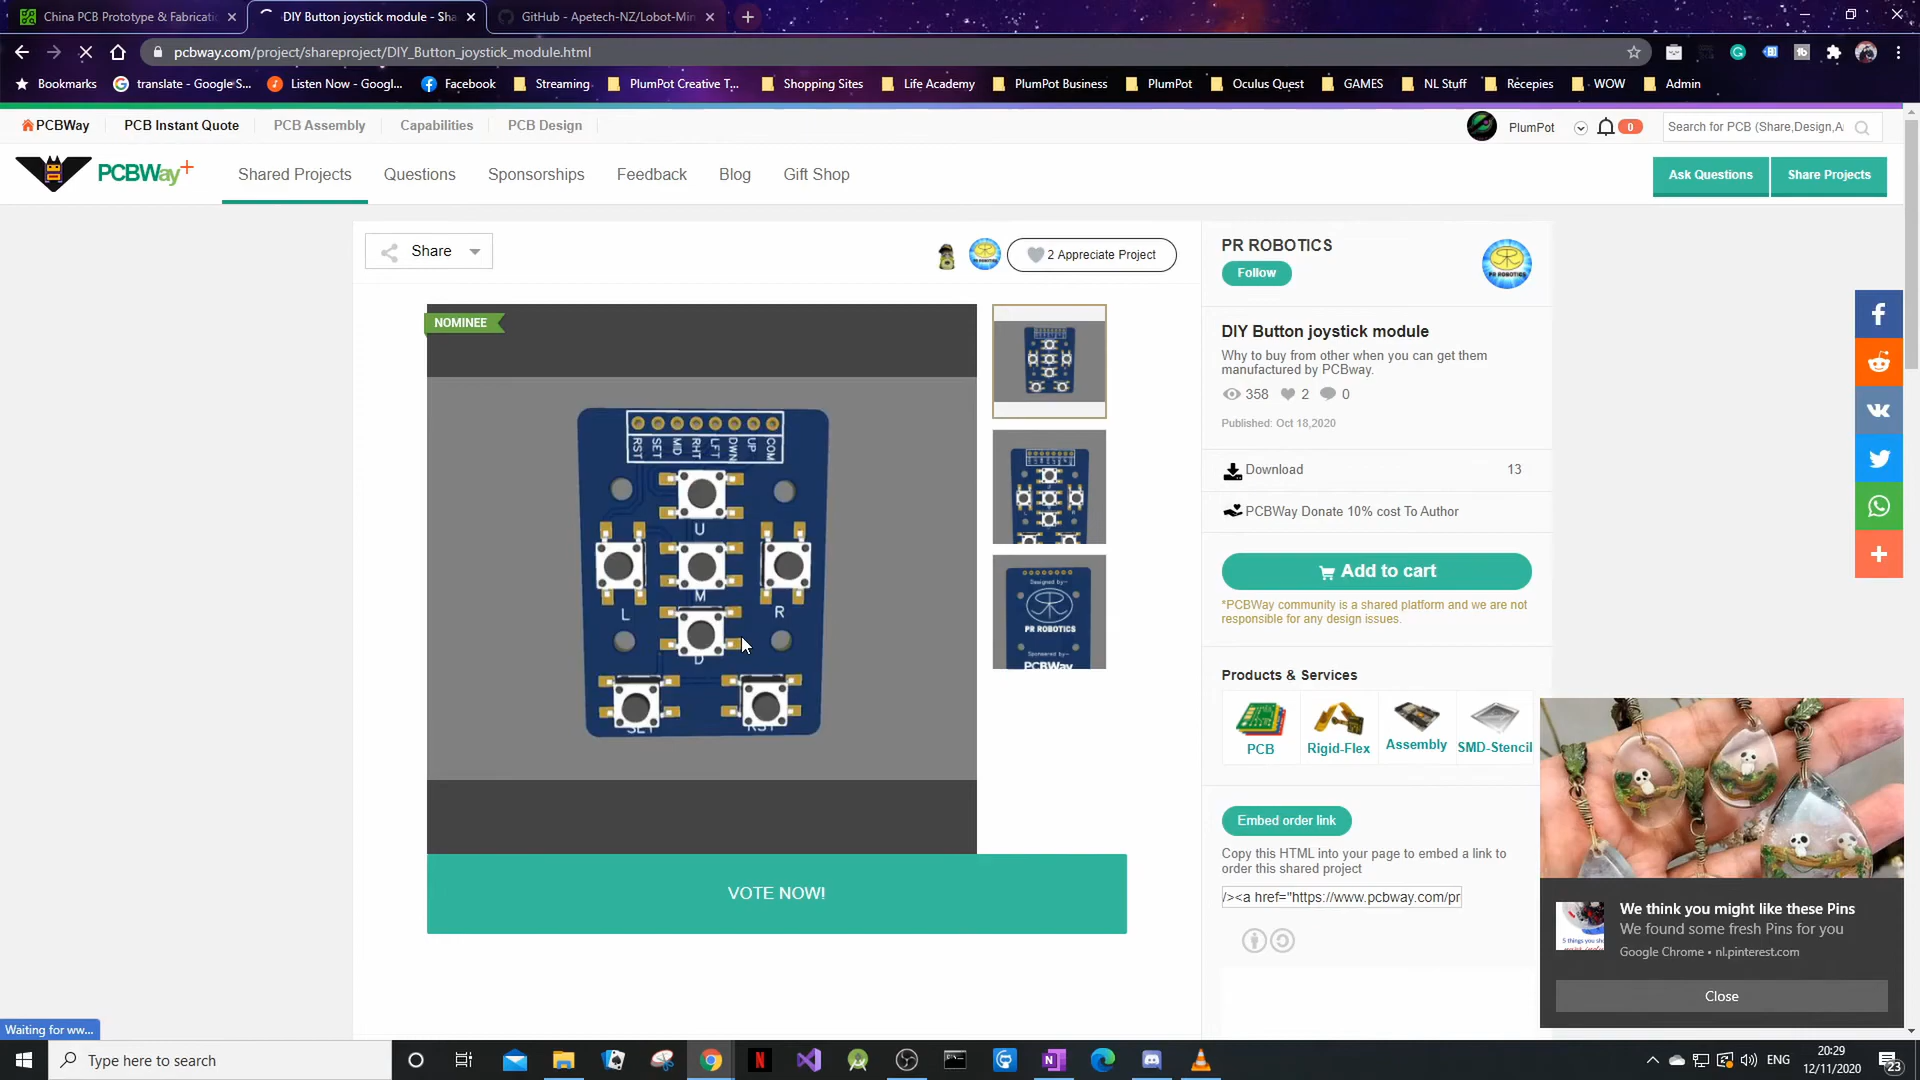 China PCB Prototype & Fabricati
DIY Button joystick module - Sha
GitHub - Apetech-NZ/Lobot-Min
pcbway.com/project/shareproject/DIY_Button_joystick_module.html
Bookmarks
translate - Google S...
Listen Now - Googl...
Facebook
Streaming
PlumPot Creative T...
Shopping Sites
Life Academy
PlumPot Business
PlumPot
Oculus Quest
GAMES
NL Stuff
Recepies
WOW
Admin
PCBWay
PCB Instant Quote
PCB Assembly
Capabilities
PCB Design
PlumPot
0
Search for PCB (Share,Design,Ar
PCBWay+
Shared Projects
Questions
Sponsorships
Feedback
Blog
Gift Shop
Ask Questions
Share Projects
Share
2 Appreciate Project
NOMINEE
RST SET MID RHT LFT DWN UP COM
U
M
L
R
D
SET
RST
Designed by:-
PR ROBOTICS
Sponsored by:-
PCBWay
VOTE NOW!
PR ROBOTICS
Follow
PR ROBOTICS
DIY Button joystick module
Why to buy from other when you can get them
manufactured by PCBway.
358 2 0
Published: Oct 18,2020
Download 13
PCBWay Donate 10% cost To Author
Add to cart
*PCBWay community is a shared platform and we are not
responsible for any design issues.
Products & Services
PCB
Rigid-Flex
Assembly
SMD-Stencil
Embed order link
Copy this HTML into your page to embed a link to
order this shared project
/><a href="https://www.pcbway.com/pr
We think you might like these Pins
We found some fresh Pins for you
Google Chrome • nl.pinterest.com
Close
Waiting for ww...
Type here to search
ENG
20:29
12/11/2020
23